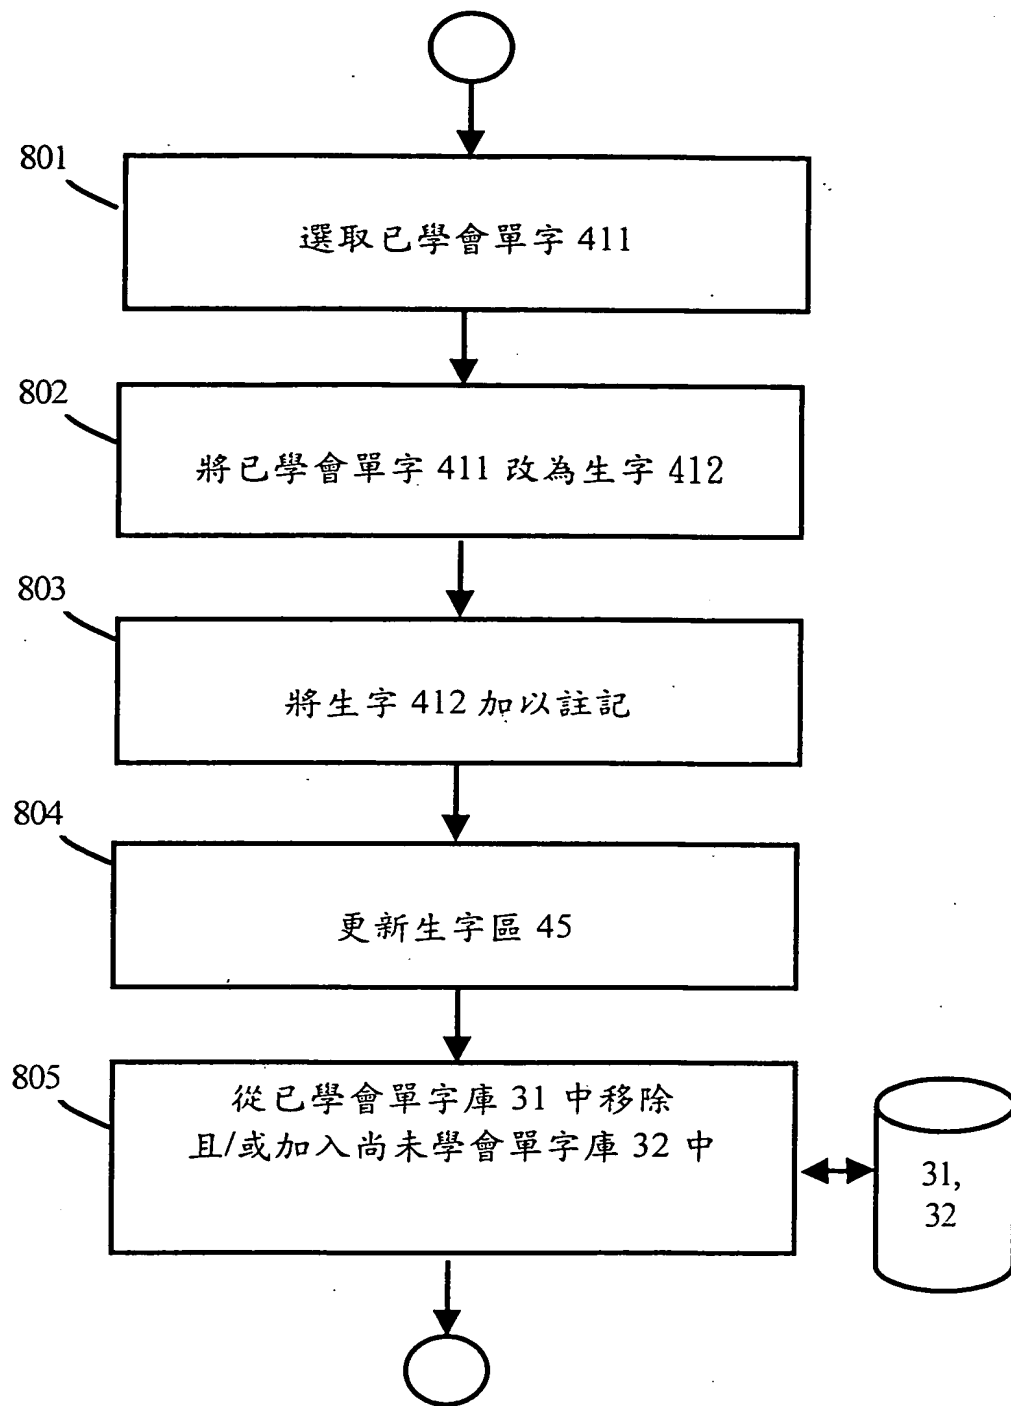 801
選取已學會單字 411
802
將已學會單字 411 改為生字 412
803
將生字 412 加以註記
804
更新生字區 45
805
從已學會單字庫 31 中移除
且/或加入尚未學會單字庫 32 中
31,
32